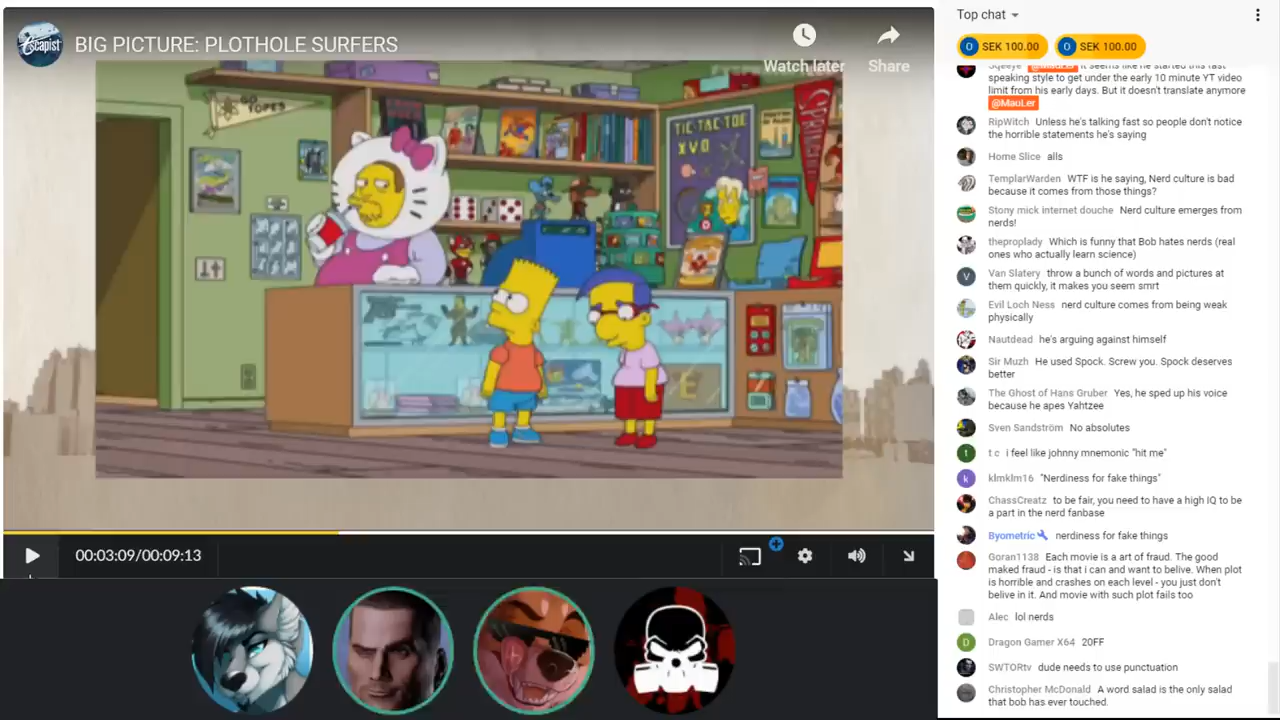 Escapist
BIG PICTURE: PLOTHOLE SURFERS
Watch later
Share
GO TOPES
TIC-TAC-TOE
XVO
00:03:09/00:09:13
Top chat
SEK 100.00
SEK 100.00
Sqeeye @MauLer It seems like he started this fast
speaking style to get under the early 10 minute YT video
limit from his early days. But it doesn't translate anymore
@MauLer
RipWitch Unless he's talking fast so people don't notice
the horrible statements he's saying
Home Slice alls
TemplarWarden WTF is he saying, Nerd culture is bad
because it comes from those things?
Stony mick internet douche Nerd culture emerges from
nerds!
theproplady Which is funny that Bob hates nerds (real
ones who actually learn science)
V
Van Slatery throw a bunch of words and pictures at
them quickly, it makes you seem smrt
Evil Loch Ness nerd culture comes from being weak
physically
Nautdead he's arguing against himself
Sir Muzh He used Spock. Screw you. Spock deserves
better
The Ghost of Hans Gruber Yes, he sped up his voice
because he apes Yahtzee
Sven Sandström No absolutes
t
t c i feel like johnny mnemonic "hit me"
k
klmklm16 "Nerdiness for fake things"
ChassCreatz to be fair, you need to have a high IQ to be
a part in the nerd fanbase
Byometric nerdiness for fake things
Goran1138 Each movie is a art of fraud. The good
maked fraud - is that i can and want to belive. When plot
is horrible and crashes on each level - you just don't
belive in it. And movie with such plot fails too
Alec lol nerds
D
Dragon Gamer X64 2OFF
SWTORtv dude needs to use punctuation
Christopher McDonald A word salad is the only salad
that bob has ever touched.